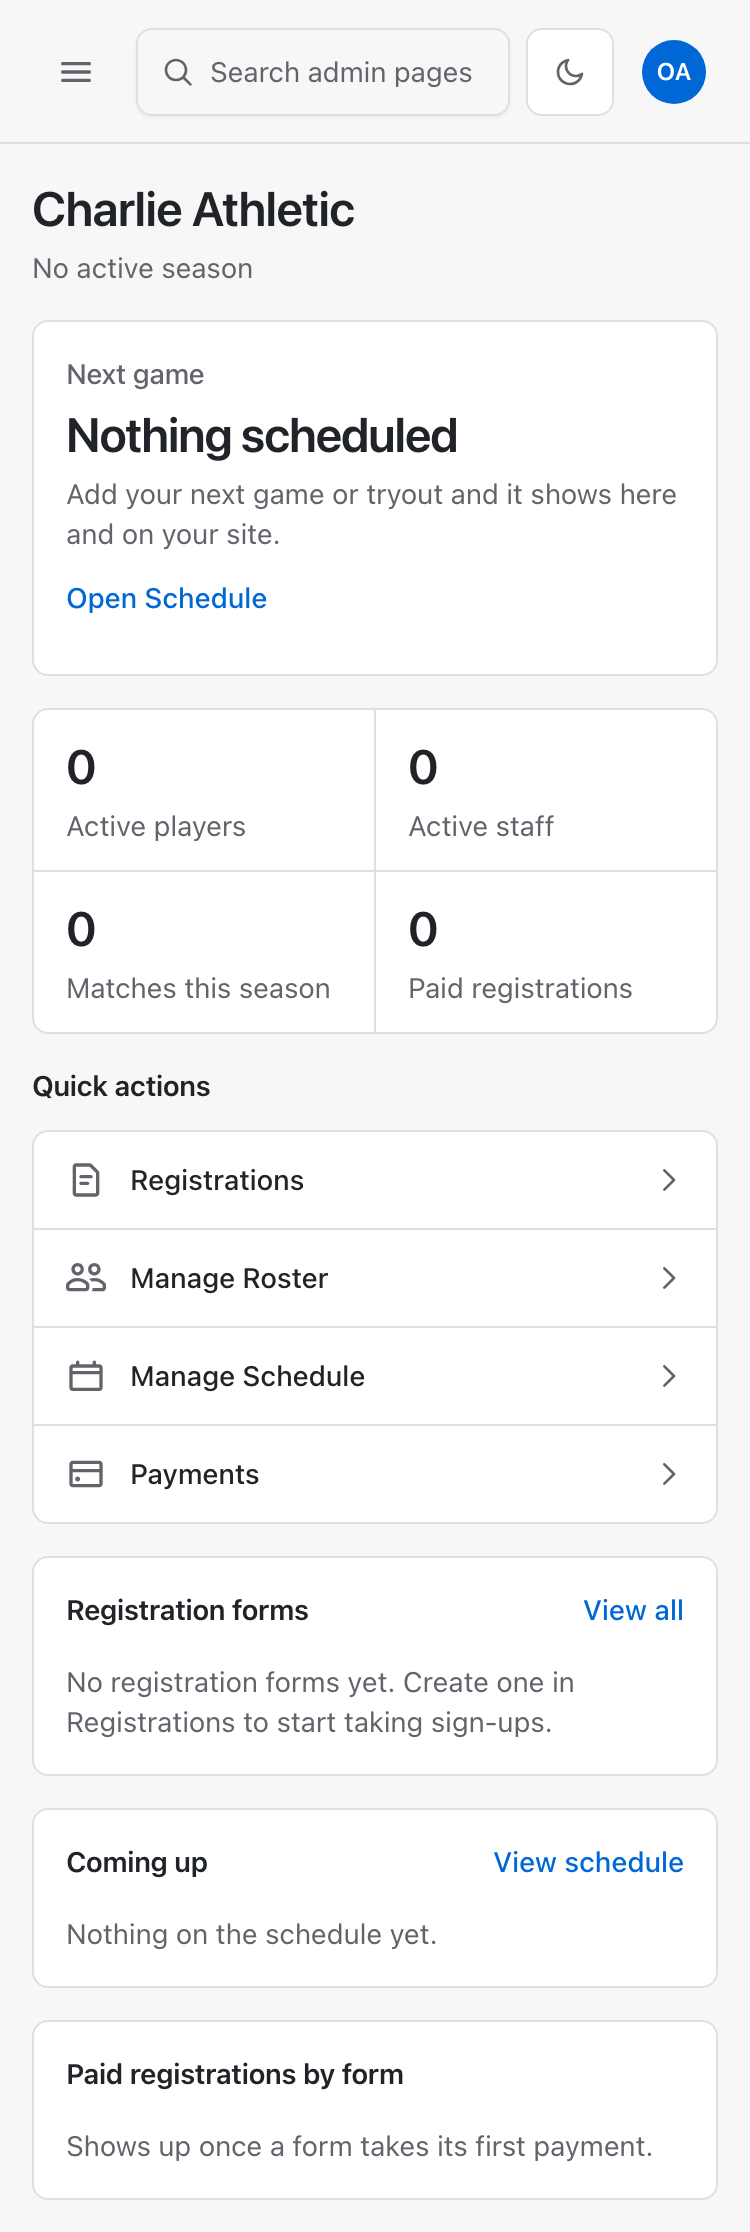 Search admin pages
OA
Charlie Athletic
No active season
Next game
Nothing scheduled
Add your next game or tryout and it shows here
and on your site.
Open Schedule
0
Active players
0
Active staff
0
Matches this season
0
Paid registrations
Quick actions
Registrations
Manage Roster
Manage Schedule
Payments
Registration forms
View all
No registration forms yet. Create one in
Registrations to start taking sign-ups.
Coming up
View schedule
Nothing on the schedule yet.
Paid registrations by form
Shows up once a form takes its first payment.